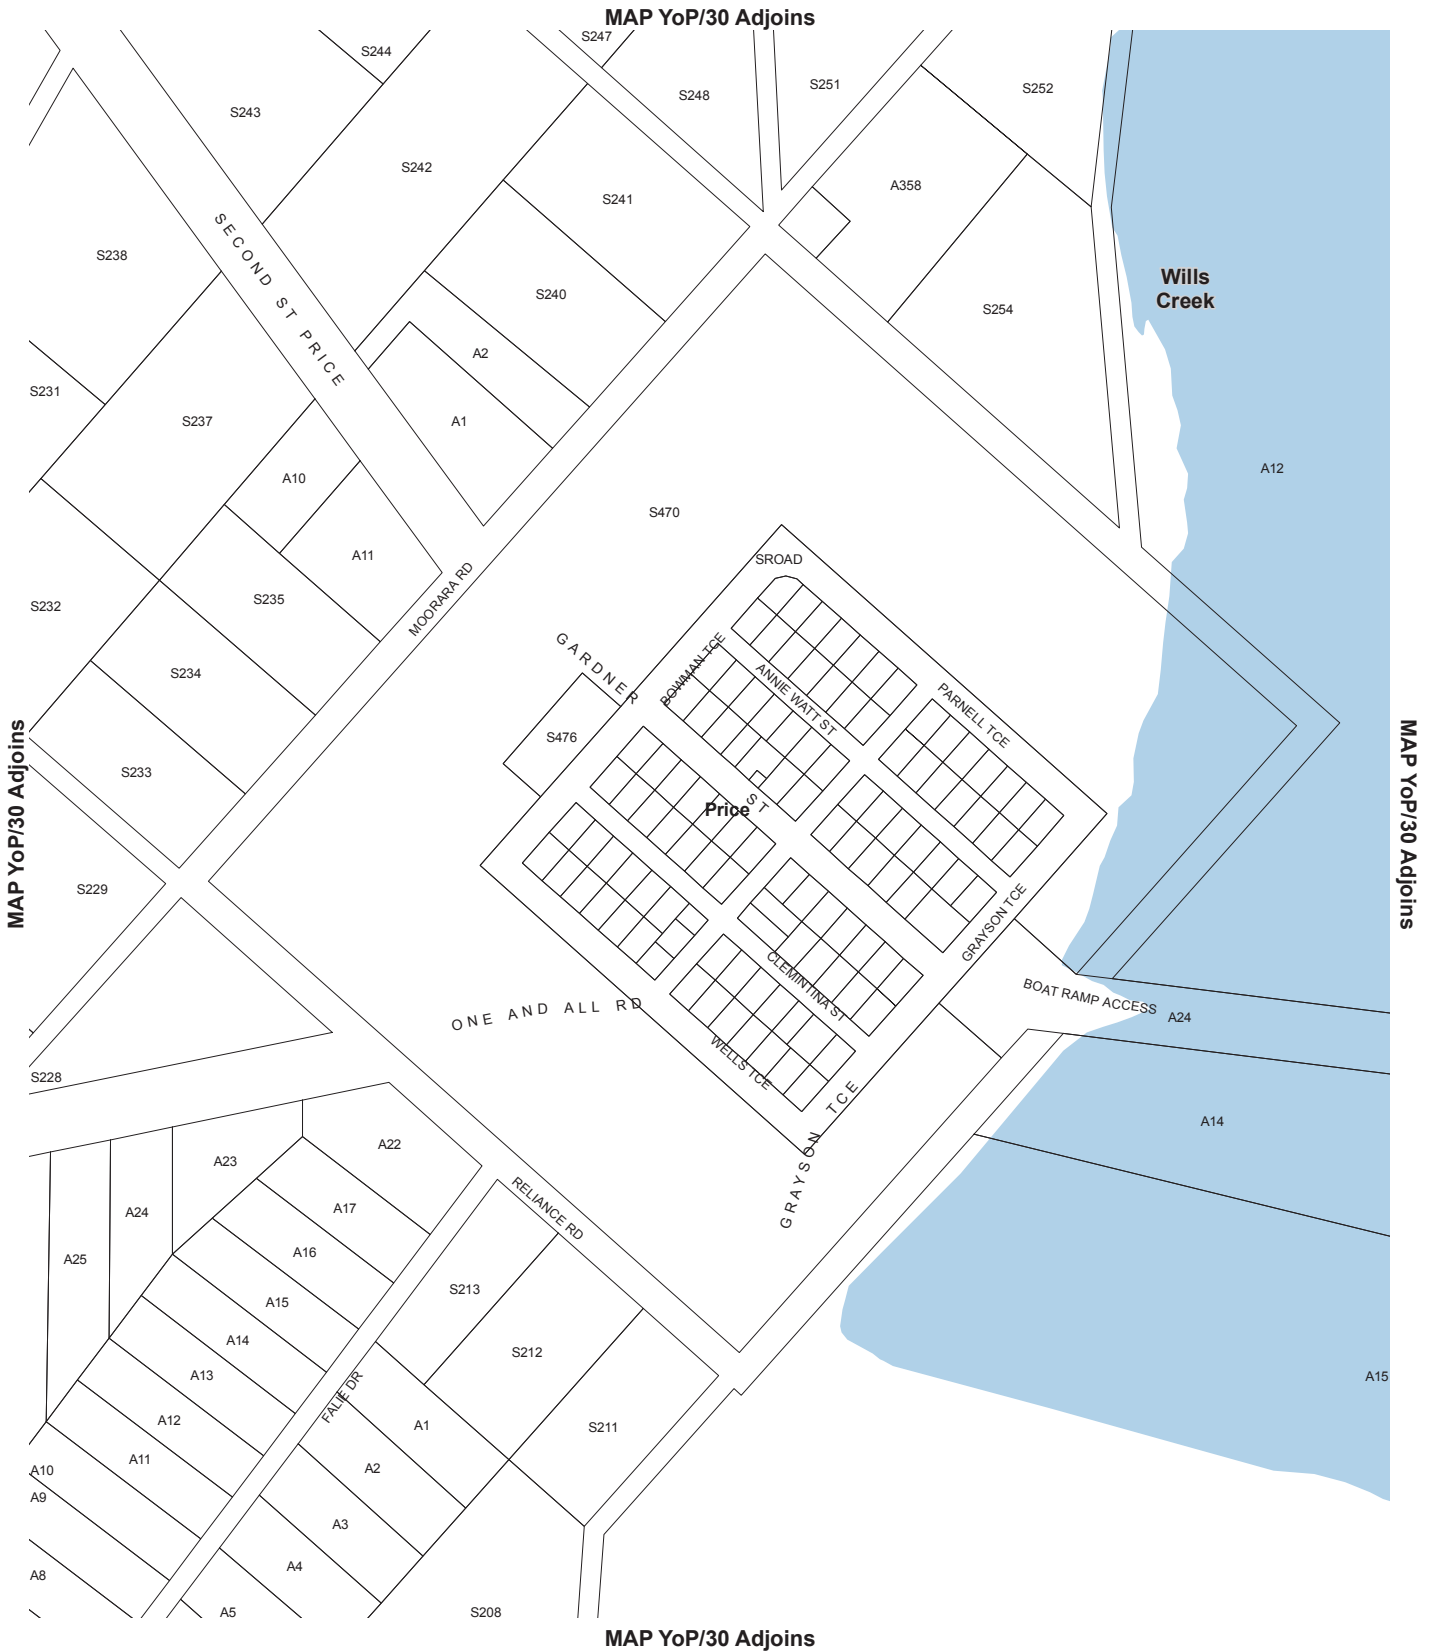 MAP YoP/30 Adjoins
S247
S244
S243
S248
S251
S252
S242
S241
A358
SECOND ST PRICE
S238
S240
S254
Wills
Creek
A2
S231
S237
A1
A10
A12
S470
A11
SROAD
S235
S232
MOORARA RD
GARDNER
BOWMAN TCE
ANNIE WATT ST
PARNELL TCE
S234
S476
S233
ST
Price
MAP YoP/30 Adjoins
MAP YoP/30 Adjoins
S229
GRAYSON TCE
CLEMINTINA ST
BOAT RAMP ACCESS
A24
ONE AND ALL RD
WELLS TCE
S228
GRAYSON TCE
A14
A22
A23
A24
A17
RELIANCE RD
A16
A25
S213
A15
A14
S212
A13
A15
FALIE DR
A12
A1
S211
A11
A10
A2
A9
A3
A4
A8
A5
S208
MAP YoP/30 Adjoins